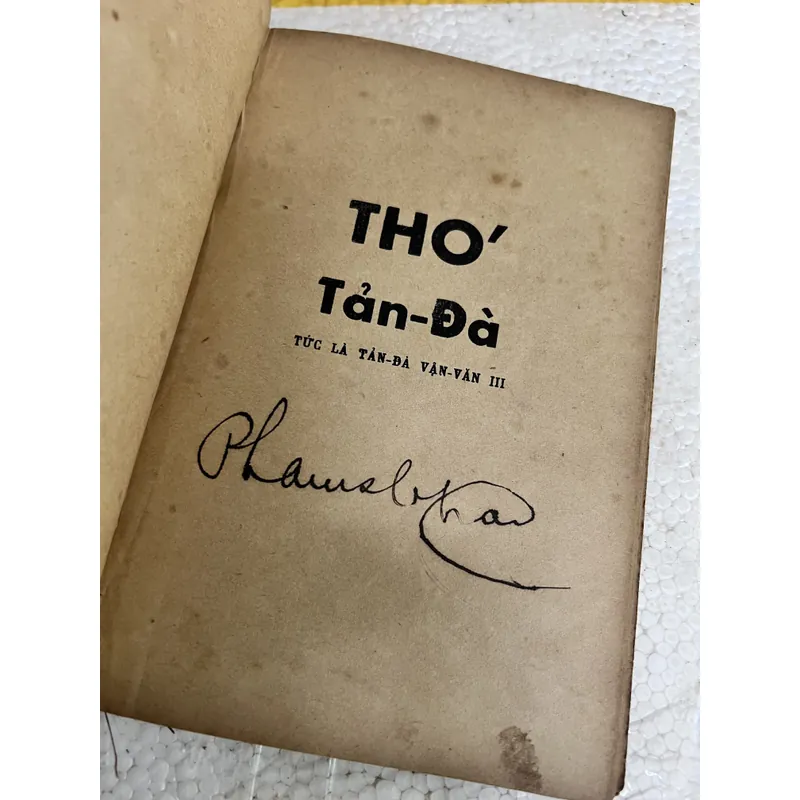 THƠ
Tản-Đà
TỨC LÀ TẢN-ĐÀ VẬN-VĂN III